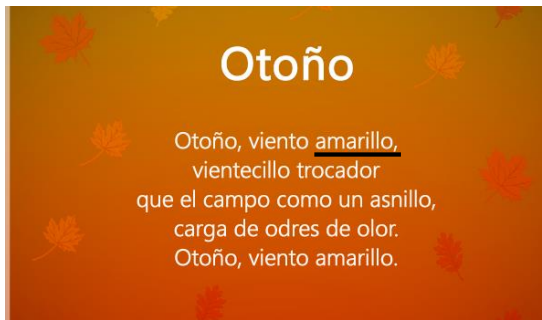 Otoño
Otoño, viento amarillo,
vientecillo trocador
que el campo como un asnillo,
carga de odres de olor.
Otoño, viento amarillo.